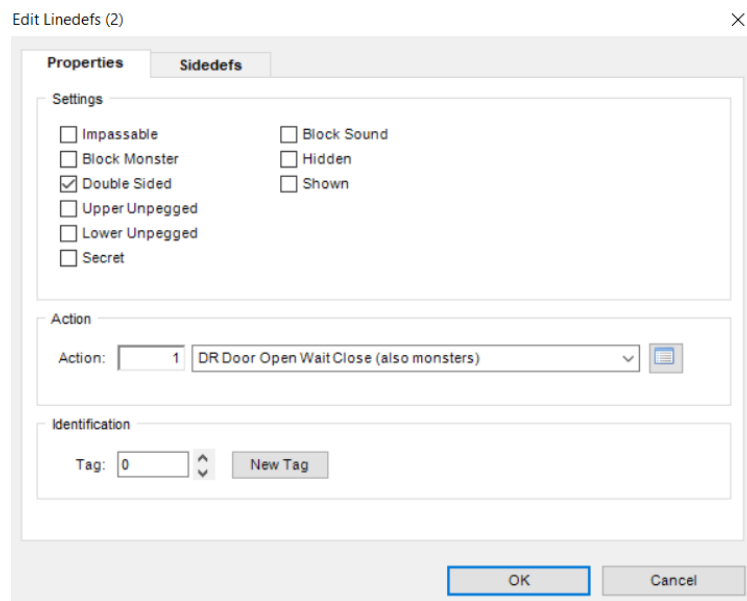 Edit Linedefs (2)
Properties Sidedefs
Settings
Impassable Block Sound
Block Monster Hidden
Double Sided Shown
Upper Unpegged
Lower Unpegged
Secret
Action
Action: 1 DR Door Open Wait Close (also monsters)
Identification
Tag: 0 New Tag
OK Cancel